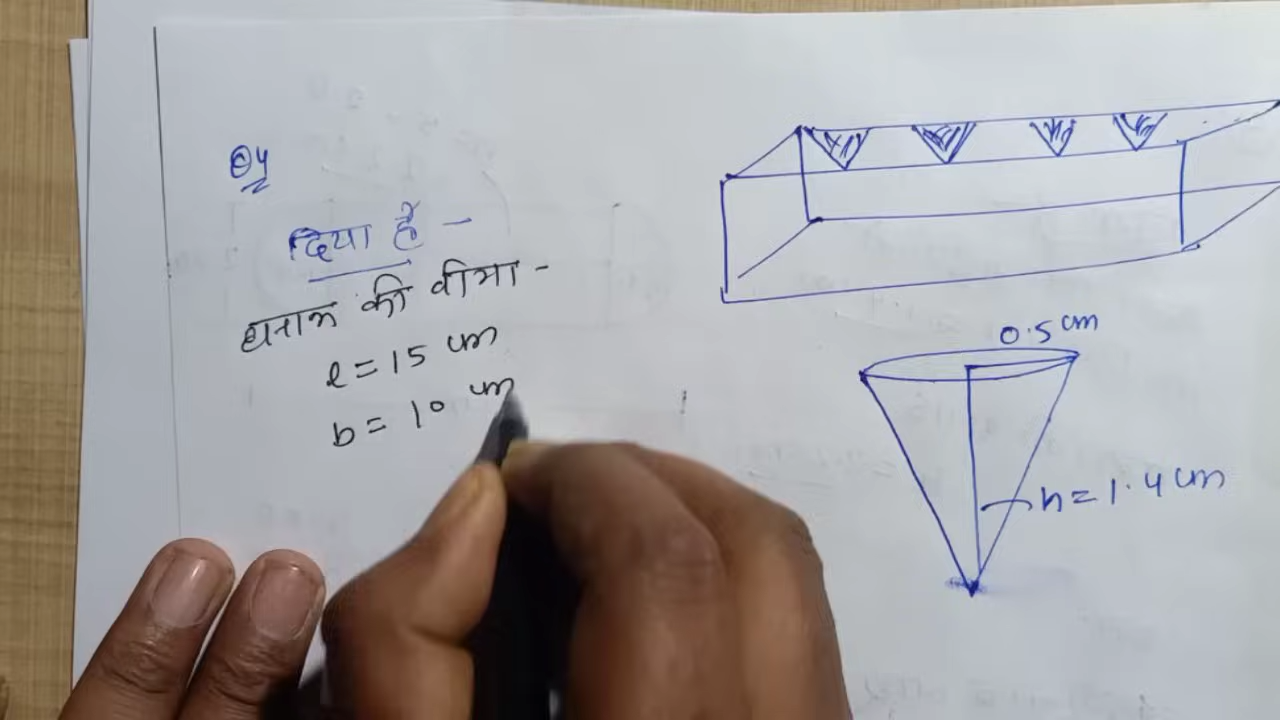 Q4
दिया है -
घनाभ की वीमा -
l = 15 cm
b = 10 cm
0.5 cm
h = 1.4 cm